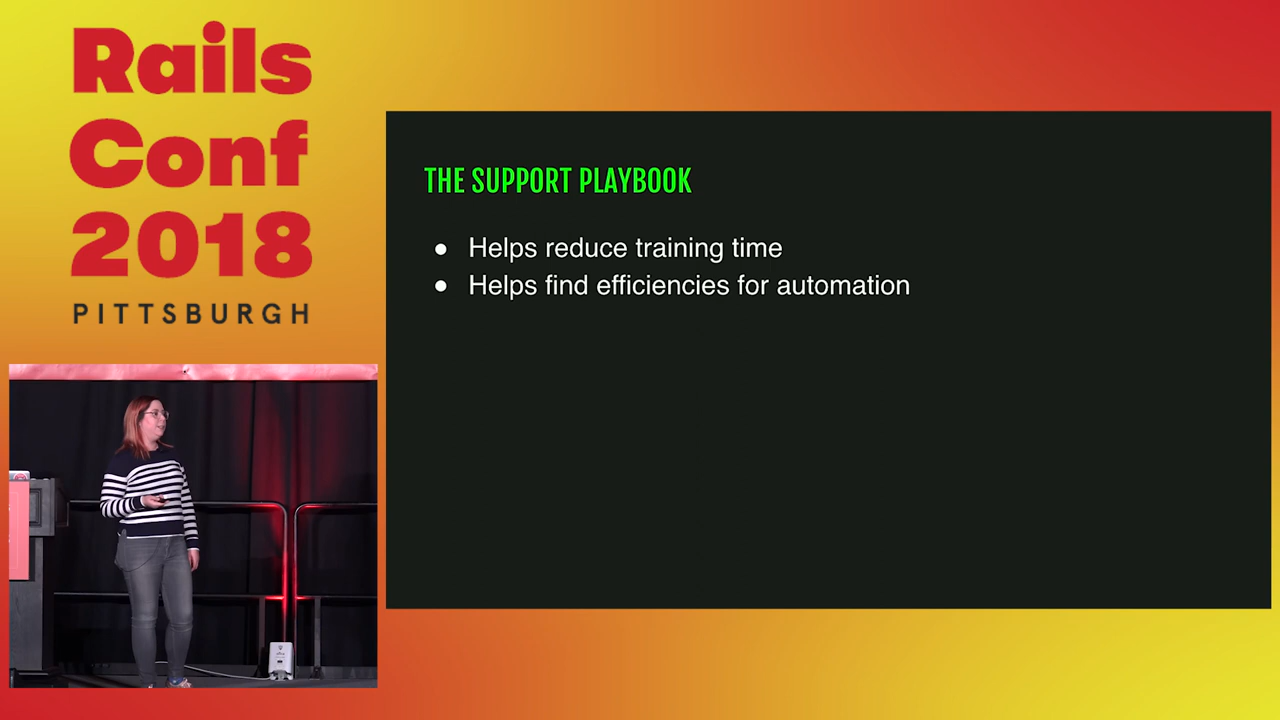 Rails
Conf
2018
PITTSBURGH
THE SUPPORT PLAYBOOK
● Helps reduce training time
● Helps find efficiencies for automation